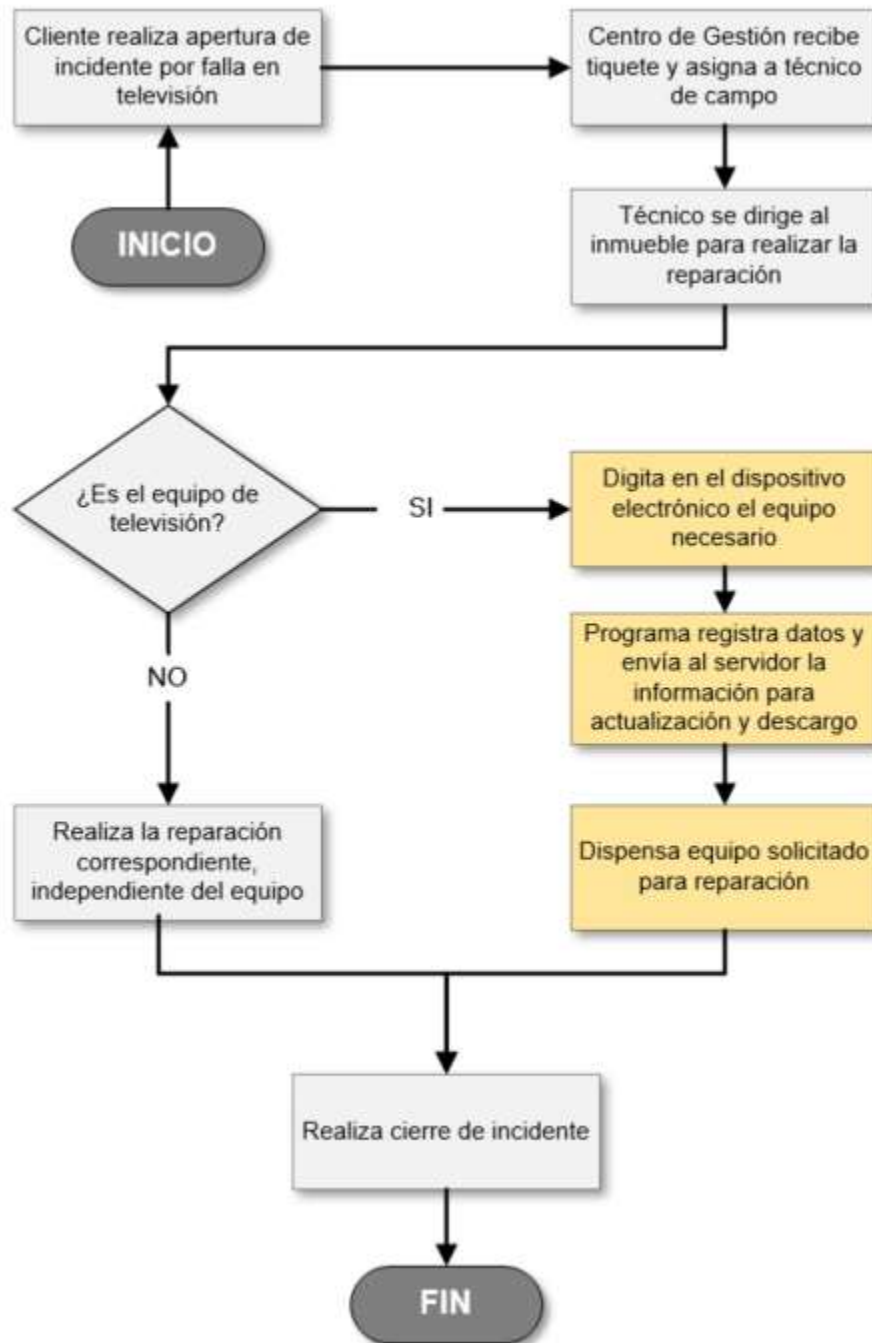 Cliente realiza apertura de
incidente por falla en
televisión
Centro de Gestión recibe
tiquete y asigna a técnico
de campo
INICIO
Técnico se dirige al
inmueble para realizar la
reparación
¿Es el equipo de
televisión?
SI
Digita en el dispositivo
electrónico el equipo
necesario
Programa registra datos y
envía al servidor la
información para
actualización y descargo
NO
Realiza la reparación
correspondiente,
independiente del equipo
Dispensa equipo solicitado
para reparación
Realiza cierre de incidente
FIN